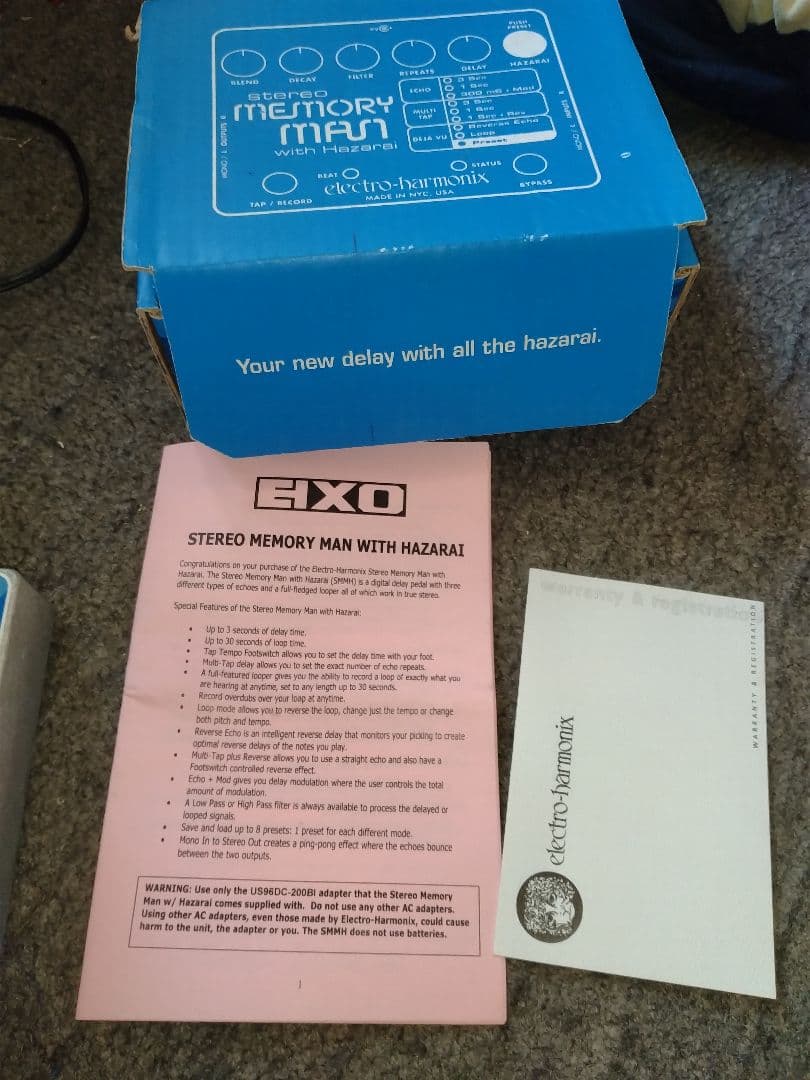 PUSH
PRESET
BLEND
DECAY
FILTER
REPEATS
DELAY
HAZARAI
stereo
MEMORY
MAN
with Hazarai
ECHO
3 Sec
1 Sec
300 mS + Mod
MULTI
TAP
3 Sec
1 Sec
1 Sec + Rev
DEJA VU
Reverse Echo
Loop
Preset
MONO / L OUTPUTS R
MONO / L INPUTS R
BEAT
STATUS
TAP / RECORD
electro-harmonix
BYPASS
MADE IN NYC, USA
Your new delay with all the hazarai.
EHXO
STEREO MEMORY MAN WITH HAZARAI
Congratulations on your purchase of the Electro-Harmonix Stereo Memory Man with
Hazarai. The Stereo Memory Man with Hazarai (SMMH) is a digital delay pedal with three
different types of echoes and a full-fledged looper all of which work in true stereo.
Special Features of the Stereo Memory Man with Hazarai:
• Up to 3 seconds of delay time.
• Up to 30 seconds of loop time.
• Tap Tempo Footswitch allows you to set the delay time with your foot.
• Multi-Tap delay allows you to set the exact number of echo repeats.
• A full-featured looper gives you the ability to record a loop of exactly what you
are hearing at anytime, set to any length up to 30 seconds.
• Record overdubs over your loop at anytime.
• Loop mode allows you to reverse the loop, change just the tempo or change
both pitch and tempo.
• Reverse Echo is an intelligent reverse delay that monitors your picking to create
optimal reverse delays of the notes you play.
• Multi-Tap plus Reverse allows you to use a straight echo and also have a
Footswitch controlled reverse effect.
• Echo + Mod gives you delay modulation where the user controls the total
amount of modulation.
• A Low Pass or High Pass filter is always available to process the delayed or
looped signals.
• Save and load up to 8 presets: 1 preset for each different mode.
• Mono In to Stereo Out creates a ping-pong effect where the echoes bounce
between the two outputs.
WARNING: Use only the US96DC-200BI adapter that the Stereo Memory
Man w/ Hazarai comes supplied with. Do not use any other AC adapters.
Using other AC adapters, even those made by Electro-Harmonix, could cause
harm to the unit, the adapter or you. The SMMH does not use batteries.
1
warranty & registration
WARRANTY & REGISTRATION
electro-harmonix